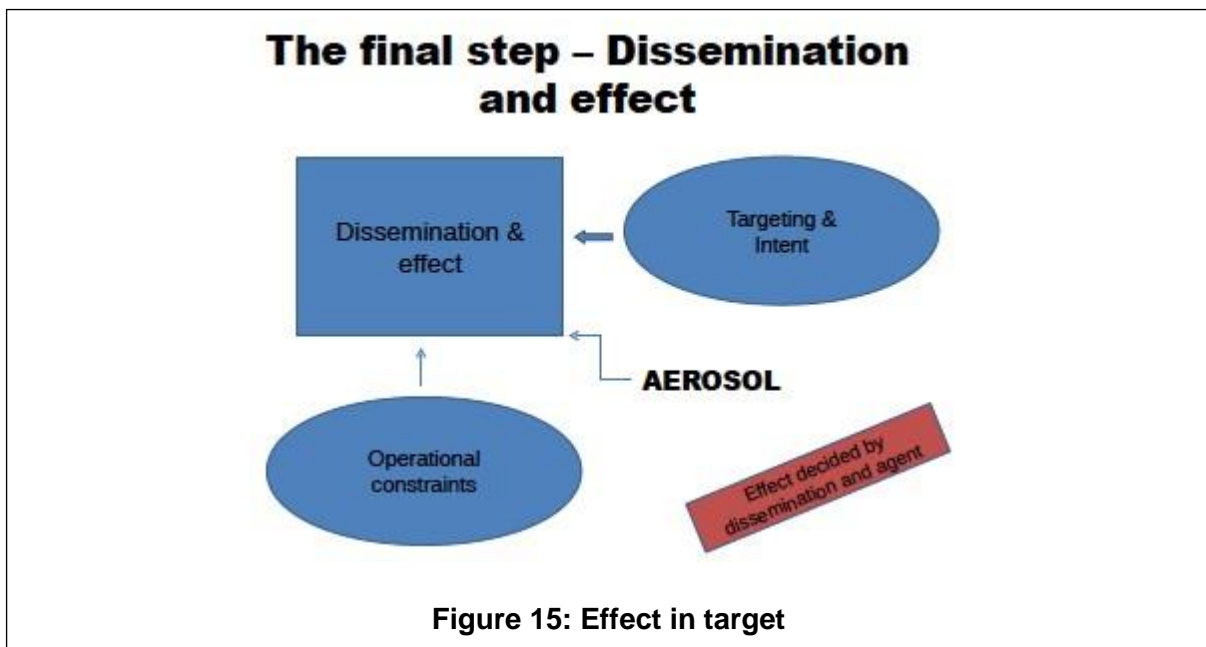 The final step – Dissemination
and effect
Dissemination &
effect
Targeting &
Intent
AEROSOL
Operational
constraints
Effect decided by
dissemination and agent
Figure 15: Effect in target